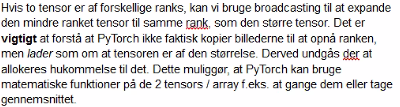 Hvis to tensor er af forskellige ranks, kan vi bruge broadcasting til at expande
den mindre ranket tensor til samme rank, som den større tensor. Det er
vigtigt at forstå at PyTorch ikke faktisk kopier billederne til at opnå ranken,
men lader som om at tensoren er af den størrelse. Derved undgås der at
allokeres hukommelse til det. Dette muliggør, at PyTorch kan bruge
matematiske funktioner på de 2 tensors / array f.eks. at gange dem eller tage
gennemsnittet.